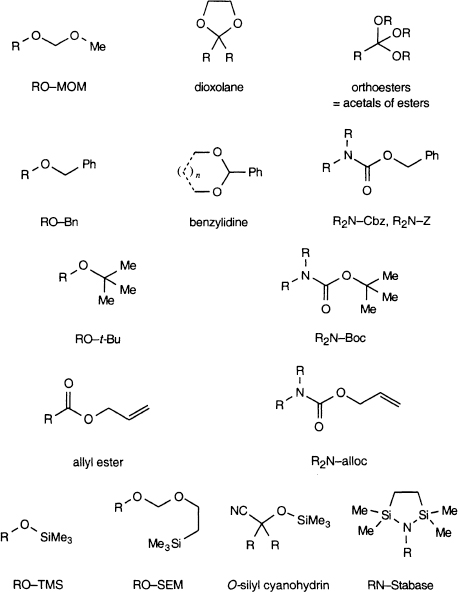 R O O Me
O O
R R
OR
OR
R OR
RO–MOM
dioxolane
orthoesters
= acetals of esters
R O Ph
( )n O O Ph
R
R N O O Ph
RO–Bn
benzylidine
R2N–Cbz, R2N–Z
R O Me Me Me
R
R N O O Me Me Me
RO–t-Bu
R2N–Boc
O
R O
R
R N O O
allyl ester
R2N–alloc
R O SiMe3
R O O
Me3Si
NC O SiMe3
R R
Me Si Si Me
Me N Me
R
RO–TMS
RO–SEM
O-silyl cyanohydrin
RN–Stabase